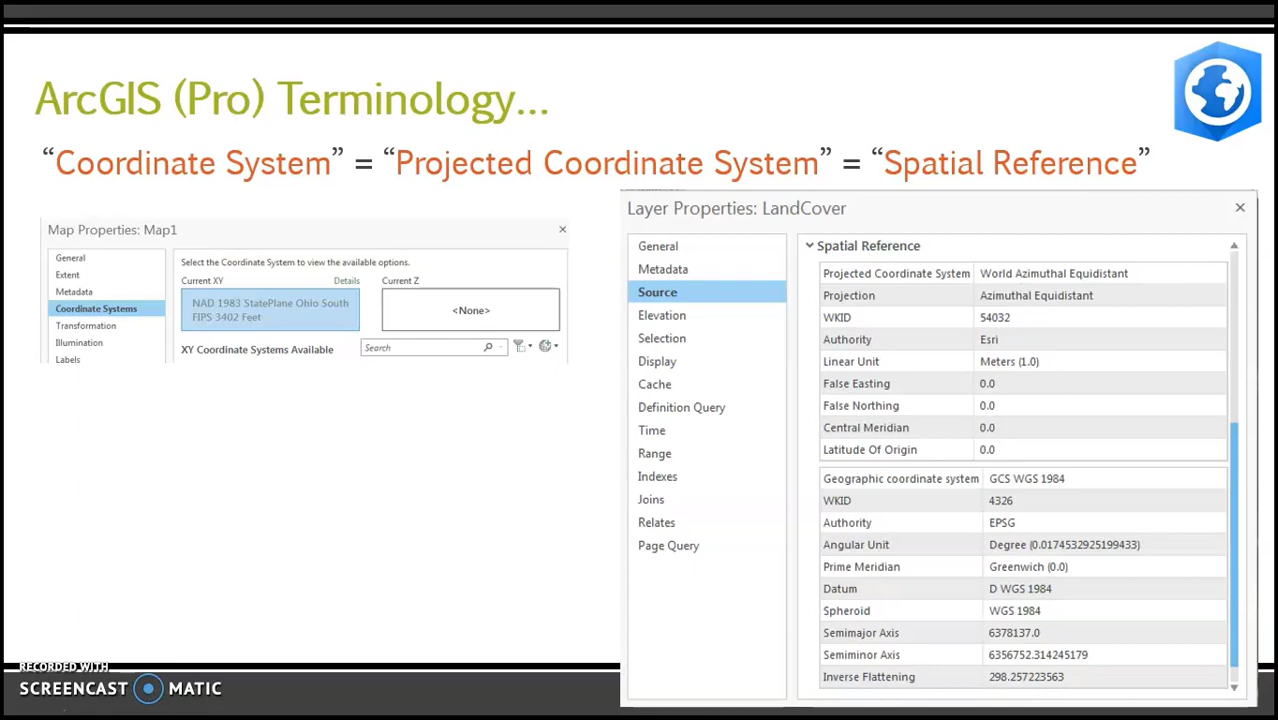 ArcGIS (Pro) Terminology...
“Coordinate System” = “Projected Coordinate System” = “Spatial Reference”
Map Properties: Map1
General
Extent
Metadata
Coordinate Systems
Transformation
Illumination
Labels
Select the Coordinate System to view the available options.
Current XY Details Current Z
NAD 1983 StatePlane Ohio South
FIPS 3402 Feet
<None>
XY Coordinate Systems Available Search
Layer Properties: LandCover
General
Metadata
Source
Elevation
Selection
Display
Cache
Definition Query
Time
Range
Indexes
Joins
Relates
Page Query
Spatial Reference
Projected Coordinate System World Azimuthal Equidistant
Projection Azimuthal Equidistant
WKID 54032
Authority Esri
Linear Unit Meters (1.0)
False Easting 0.0
False Northing 0.0
Central Meridian 0.0
Latitude Of Origin 0.0
Geographic coordinate system GCS WGS 1984
WKID 4326
Authority EPSG
Angular Unit Degree (0.0174532925199433)
Prime Meridian Greenwich (0.0)
Datum D WGS 1984
Spheroid WGS 1984
Semimajor Axis 6378137.0
Semiminor Axis 6356752.314245179
Inverse Flattening 298.257223563
RECORDED WITH
SCREENCAST MATIC